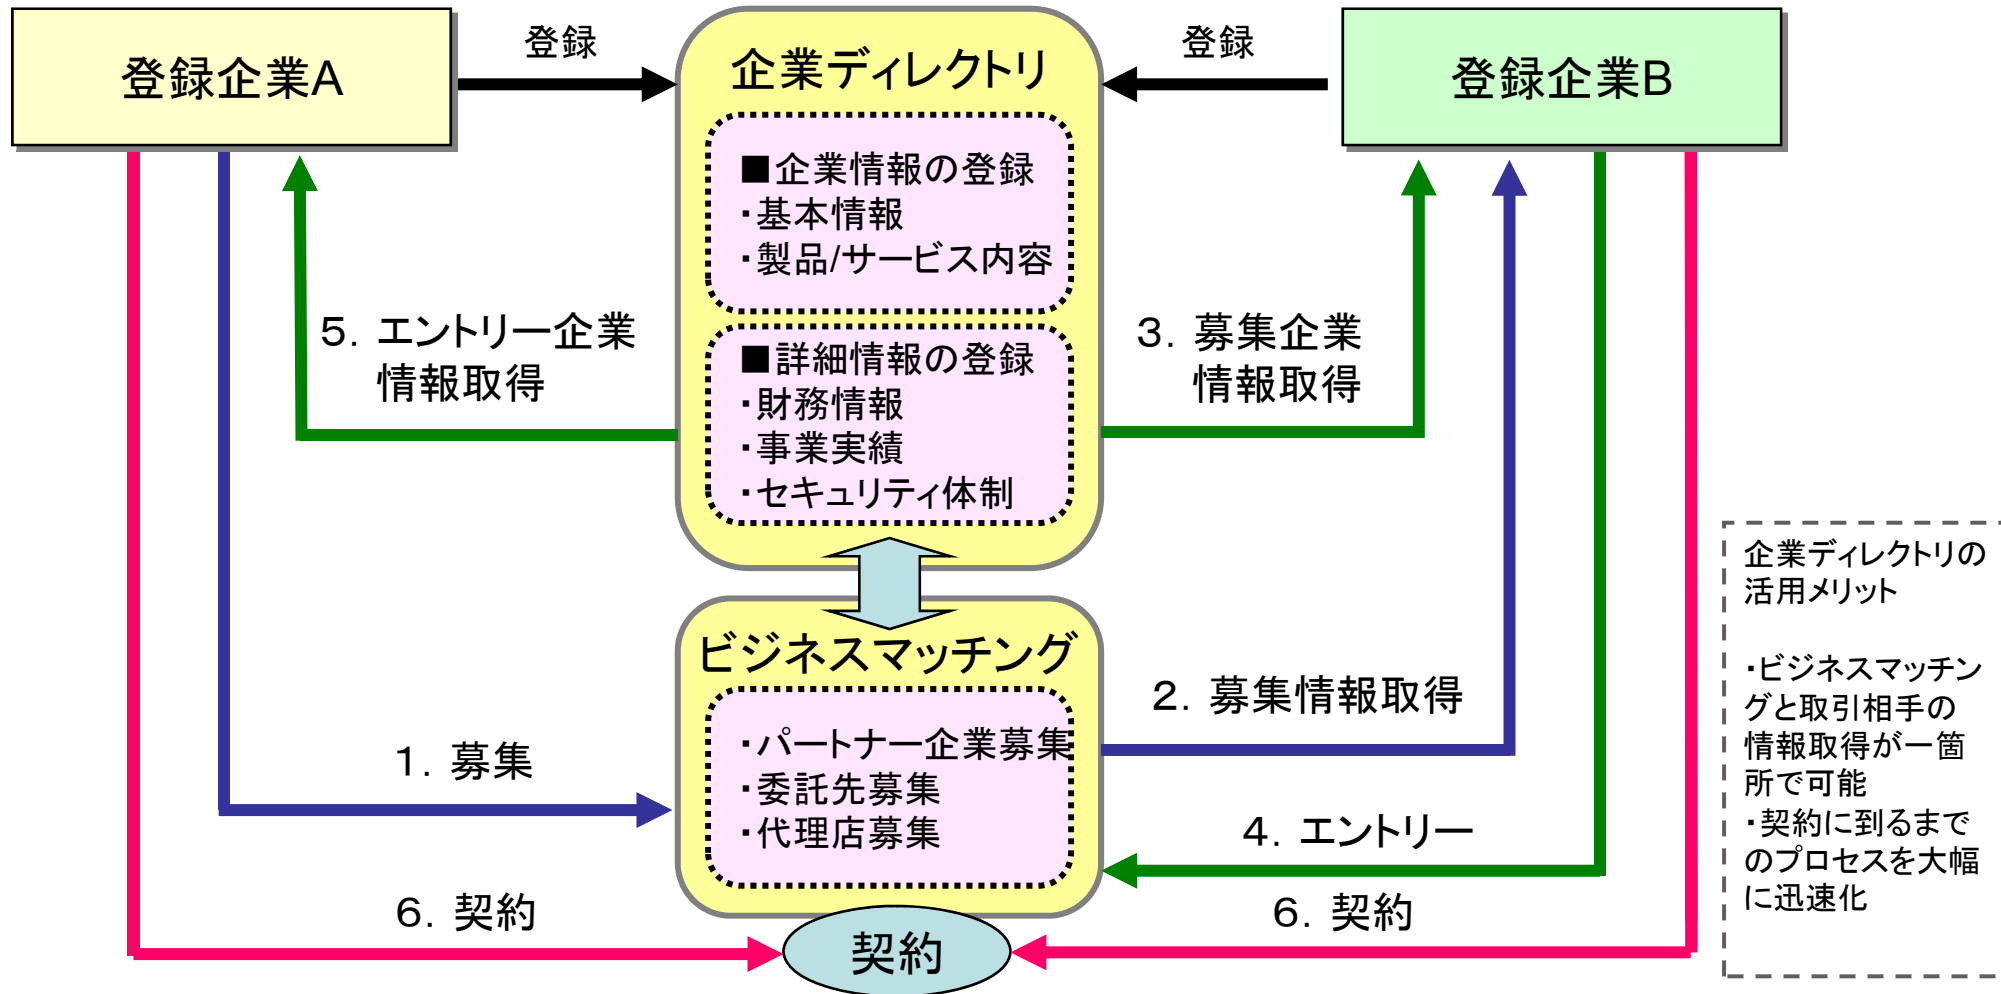 登録企業A
登録
企業ディレクトリ
登録
登録企業B
■企業情報の登録
・基本情報
・製品/サービス内容
■詳細情報の登録
・財務情報
・事業実績
・セキュリティ体制
５．エントリー企業
情報取得
３．募集企業
情報取得
ビジネスマッチング
・パートナー企業募集
・委託先募集
・代理店募集
１．募集
２．募集情報取得
４．エントリー
６．契約
契約
６．契約
企業ディレクトリの
活用メリット
・ビジネスマッチン
グと取引相手の
情報取得が一箇
所で可能
・契約に到るまで
のプロセスを大幅
に迅速化